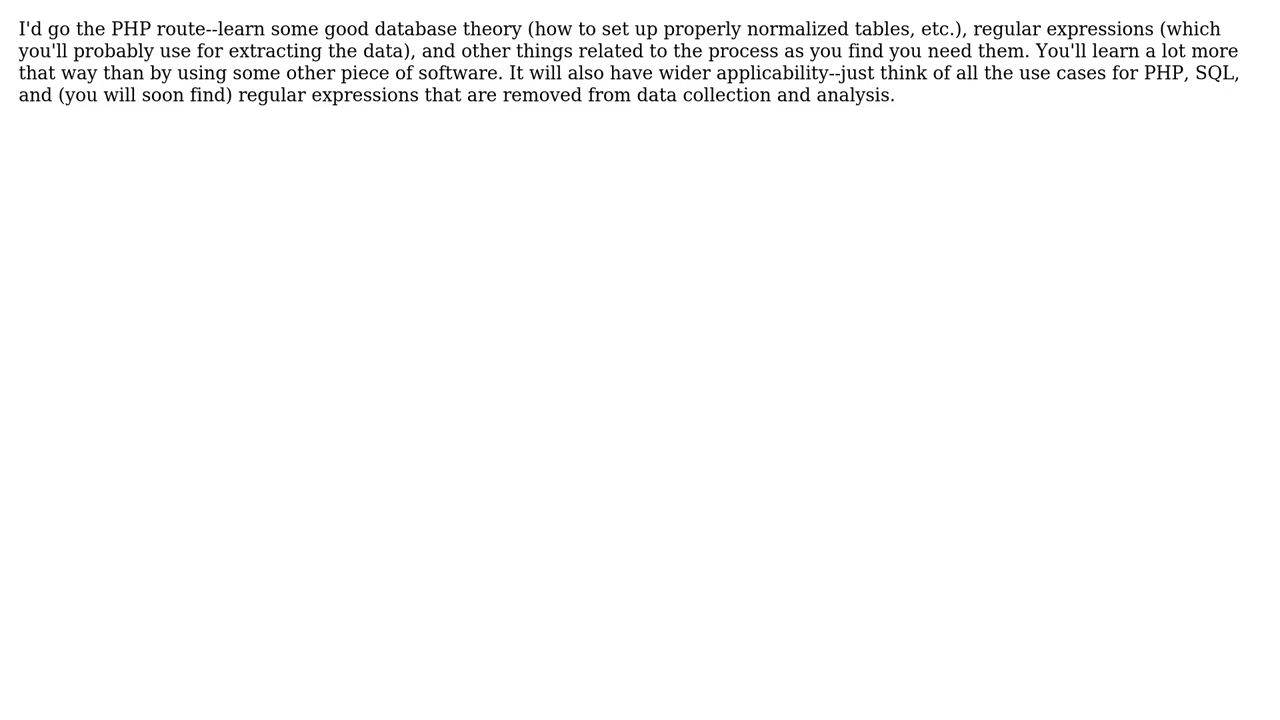 I'd go the PHP route--learn some good database theory (how to set up properly normalized tables, etc.), regular expressions (which
you'll probably use for extracting the data), and other things related to the process as you find you need them. You'll learn a lot more
that way than by using some other piece of software. It will also have wider applicability--just think of all the use cases for PHP, SQL,
and (you will soon find) regular expressions that are removed from data collection and analysis.